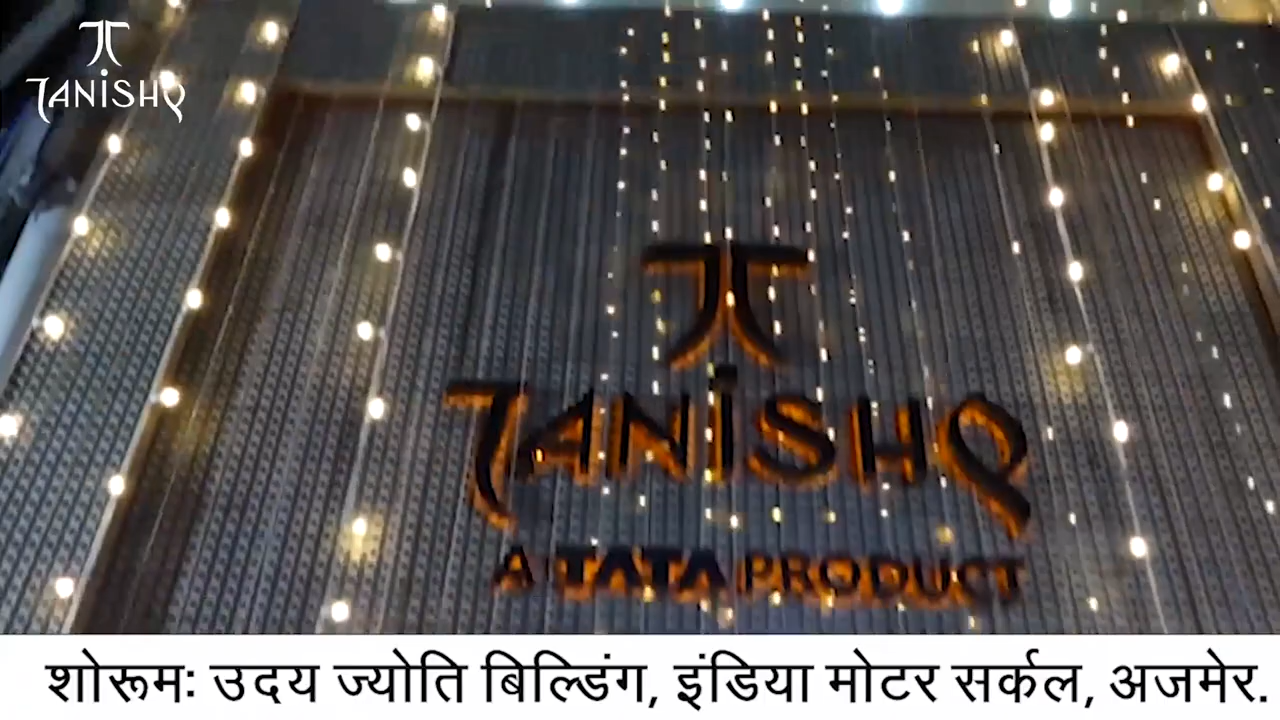 TANISHQ
TANISHQ
A TATA PRODUCT
शोरूमः उदय ज्योति बिल्डिंग, इंडिया मोटर सर्कल, अजमेर.